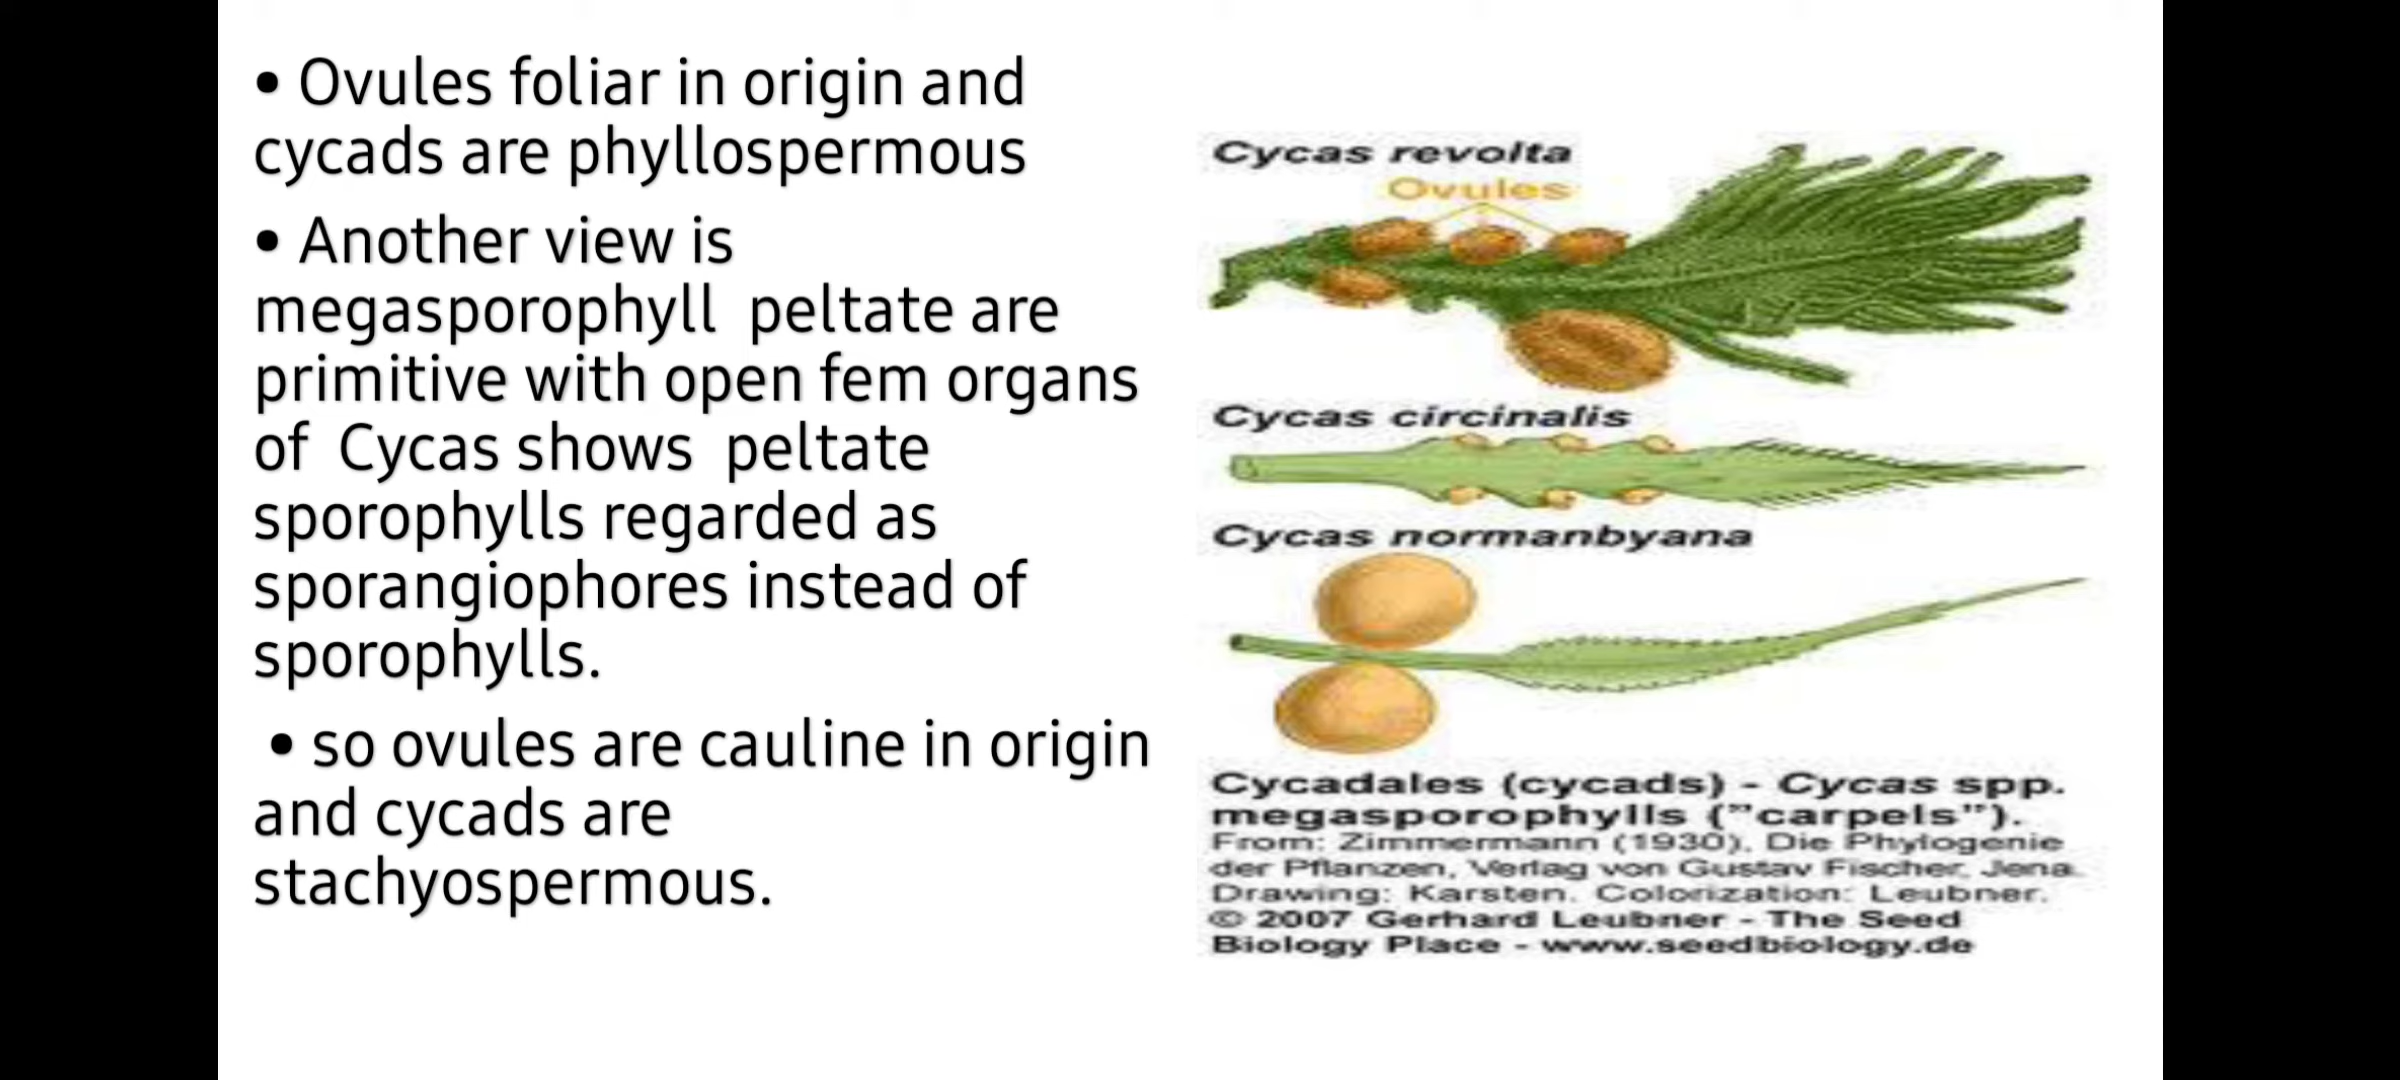 • Ovules foliar in origin and
cycads are phyllospermous
• Another view is
megasporophyll peltate are
primitive with open fem organs
of Cycas shows peltate
sporophylls regarded as
sporangiophores instead of
sporophylls.
• so ovules are cauline in origin
and cycads are
stachyospermous.
Cycas revolta
Ovules
Cycas circinalis
Cycas normanbyana
Cycadales (cycads) - Cycas spp.
megasporophylls ("carpels").
From: Zimmermann (1930), Die Phylogenie
der Pflanzen, Verlag von Gustav Fischer, Jena.
Drawing: Karsten. Colorization: Leubner.
© 2007 Gerhard Leubner - The Seed
Biology Place - www.seedbiology.de